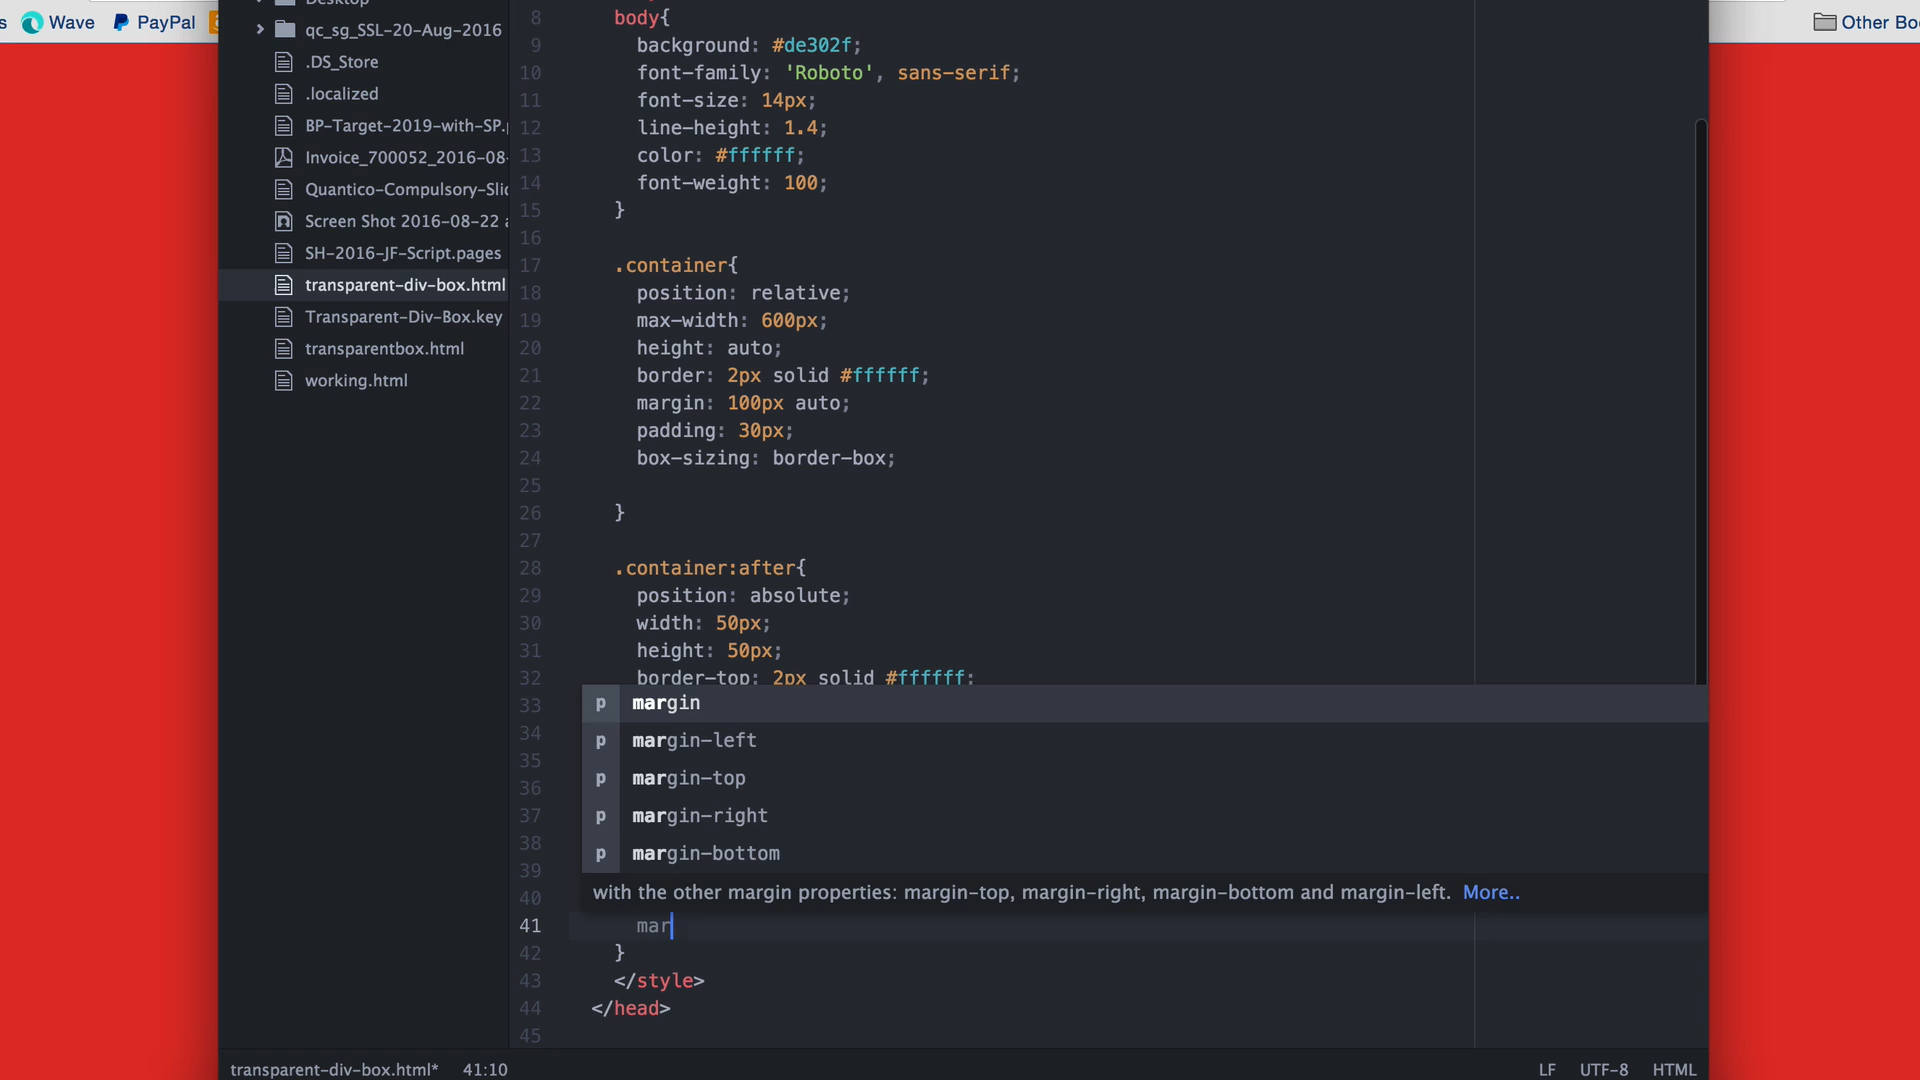 s Wave PayPal
Other Boo
Desktop
qc_sg_SSL-20-Aug-2016
.DS_Store
.localized
BP-Target-2019-with-SP.p
Invoice_700052_2016-08-
Quantico-Compulsory-Slid
Screen Shot 2016-08-22 a
SH-2016-JF-Script.pages
transparent-div-box.html
Transparent-Div-Box.key
transparentbox.html
working.html
8 body{
9 background: #de302f;
10 font-family: 'Roboto', sans-serif;
11 font-size: 14px;
12 line-height: 1.4;
13 color: #ffffff;
14 font-weight: 100;
15 }
16
17 .container{
18 position: relative;
19 max-width: 600px;
20 height: auto;
21 border: 2px solid #ffffff;
22 margin: 100px auto;
23 padding: 30px;
24 box-sizing: border-box;
25
26 }
27
28 .container:after{
29 position: absolute;
30 width: 50px;
31 height: 50px;
32 border-top: 2px solid #ffffff;
33 p margin
34 p margin-left
35
36 p margin-top
37 p margin-right
38 p margin-bottom
39
40 with the other margin properties: margin-top, margin-right, margin-bottom and margin-left. More..
41 mar
42 }
43 </style>
44 </head>
45
transparent-div-box.html* 41:10 LF UTF-8 HTML